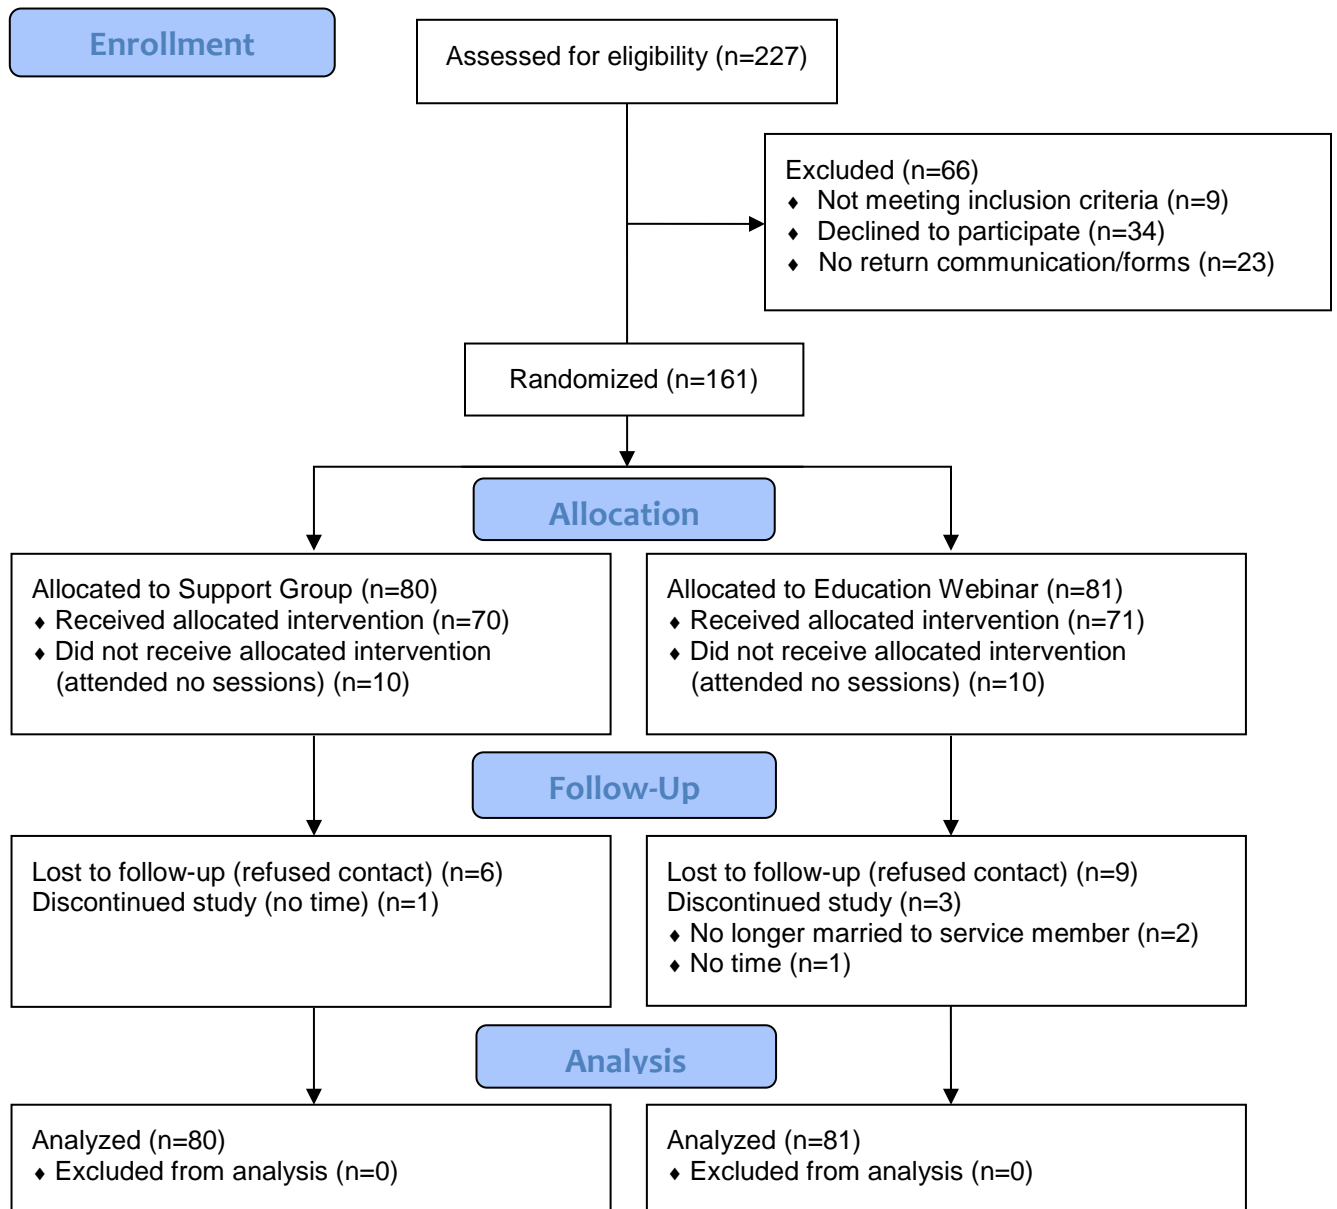 Enrollment
Assessed for eligibility (n=227)
Excluded (n=66)
♦ Not meeting inclusion criteria (n=9)
♦ Declined to participate (n=34)
♦ No return communication/forms (n=23)
Randomized (n=161)
Allocation
Allocated to Support Group (n=80)
♦ Received allocated intervention (n=70)
♦ Did not receive allocated intervention
(attended no sessions) (n=10)
Allocated to Education Webinar (n=81)
♦ Received allocated intervention (n=71)
♦ Did not receive allocated intervention
(attended no sessions) (n=10)
Follow-Up
Lost to follow-up (refused contact) (n=6)
Discontinued study (no time) (n=1)
Lost to follow-up (refused contact) (n=9)
Discontinued study (n=3)
♦ No longer married to service member (n=2)
♦ No time (n=1)
Analysis
Analyzed (n=80)
♦ Excluded from analysis (n=0)
Analyzed (n=81)
♦ Excluded from analysis (n=0)